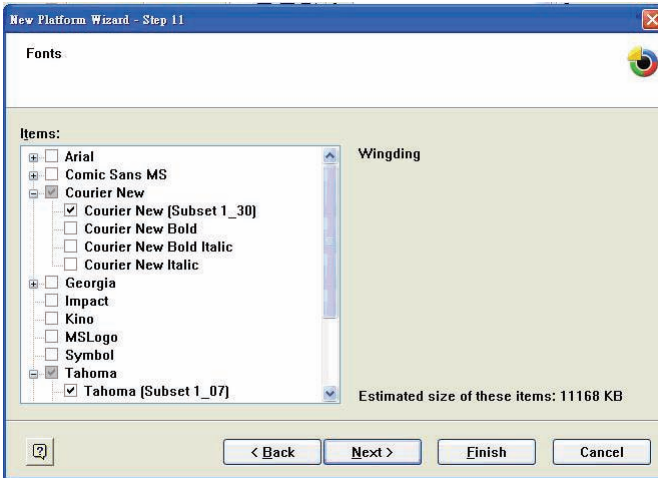 New Platform Wizard - Step 11
Fonts
Items:
Arial
Comic Sans MS
Courier New
Courier New (Subset 1_30)
Courier New Bold
Courier New Bold Italic
Courier New Italic
Georgia
Impact
Kino
MSLogo
Symbol
Tahoma
Tahoma (Subset 1_07)
Wingding
Estimated size of these items: 11168 KB
?
< Back
Next >
Finish
Cancel